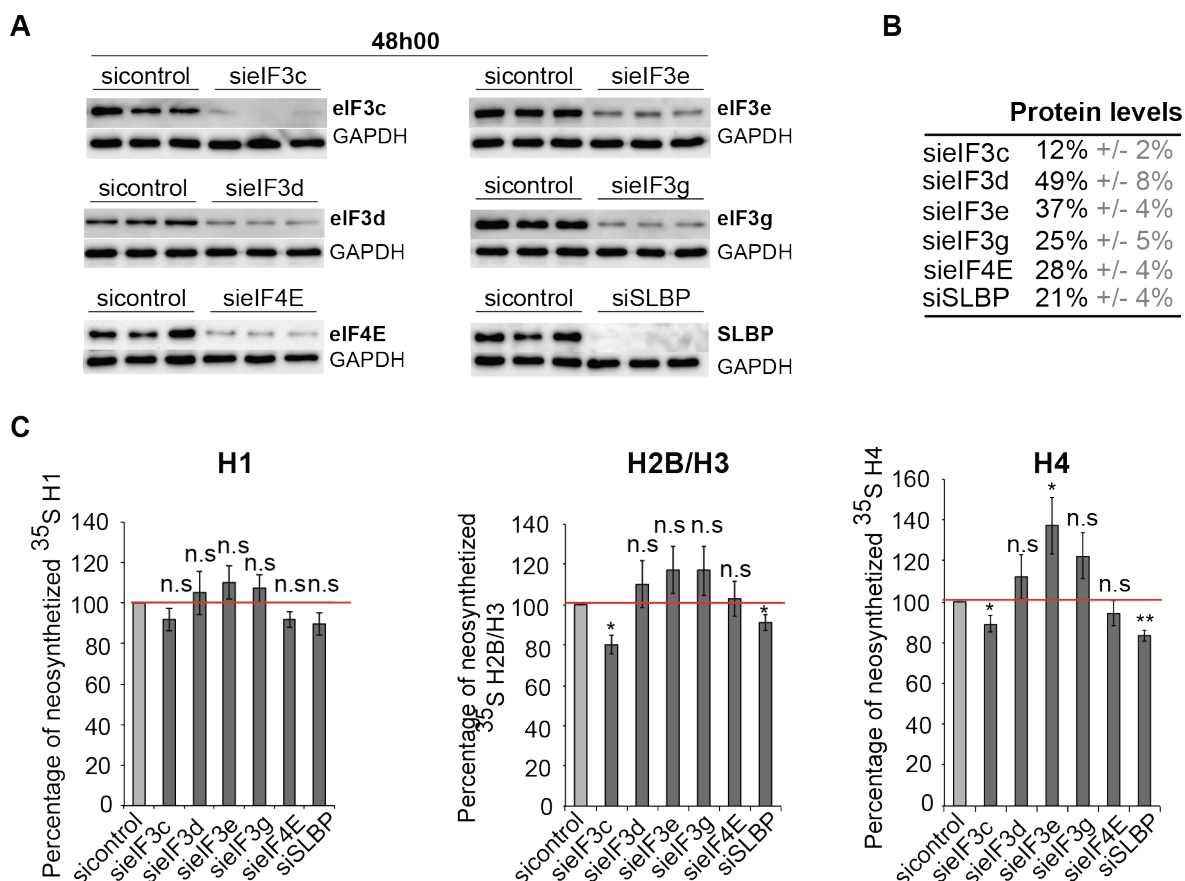 A
48h00
sicontrol sieIF3c
eIF3c
GAPDH
sicontrol sieIF3e
eIF3e
GAPDH
sicontrol sieIF3d
eIF3d
GAPDH
sicontrol sieIF3g
eIF3g
GAPDH
sicontrol sieIF4E
eIF4E
GAPDH
sicontrol siSLBP
SLBP
GAPDH
B
Protein levels
sieIF3c 12% +/- 2%
sieIF3d 49% +/- 8%
sieIF3e 37% +/- 4%
sieIF3g 25% +/- 5%
sieIF4E 28% +/- 4%
siSLBP 21% +/- 4%
C
H1
Percentage of neosynthetized 35S H1
140
120
100
80
60
40
20
0
n.s n.s n.s n.s n.s n.s
sicontrol sieIF3c sieIF3d sieIF3e sieIF3g sieIF4E siSLBP
H2B/H3
Percentage of neosynthetized
35S H2B/H3
140
120
100
80
60
40
20
0
* n.s n.s n.s n.s *
sicontrol sieIF3c sieIF3d sieIF3e sieIF3g sieIF4E siSLBP
H4
Percentage of neosynthetized 35S H4
160
140
120
100
80
60
40
20
0
* n.s * n.s n.s **
sicontrol sieIF3c sieIF3d sieIF3e sieIF3g sieIF4E siSLBP